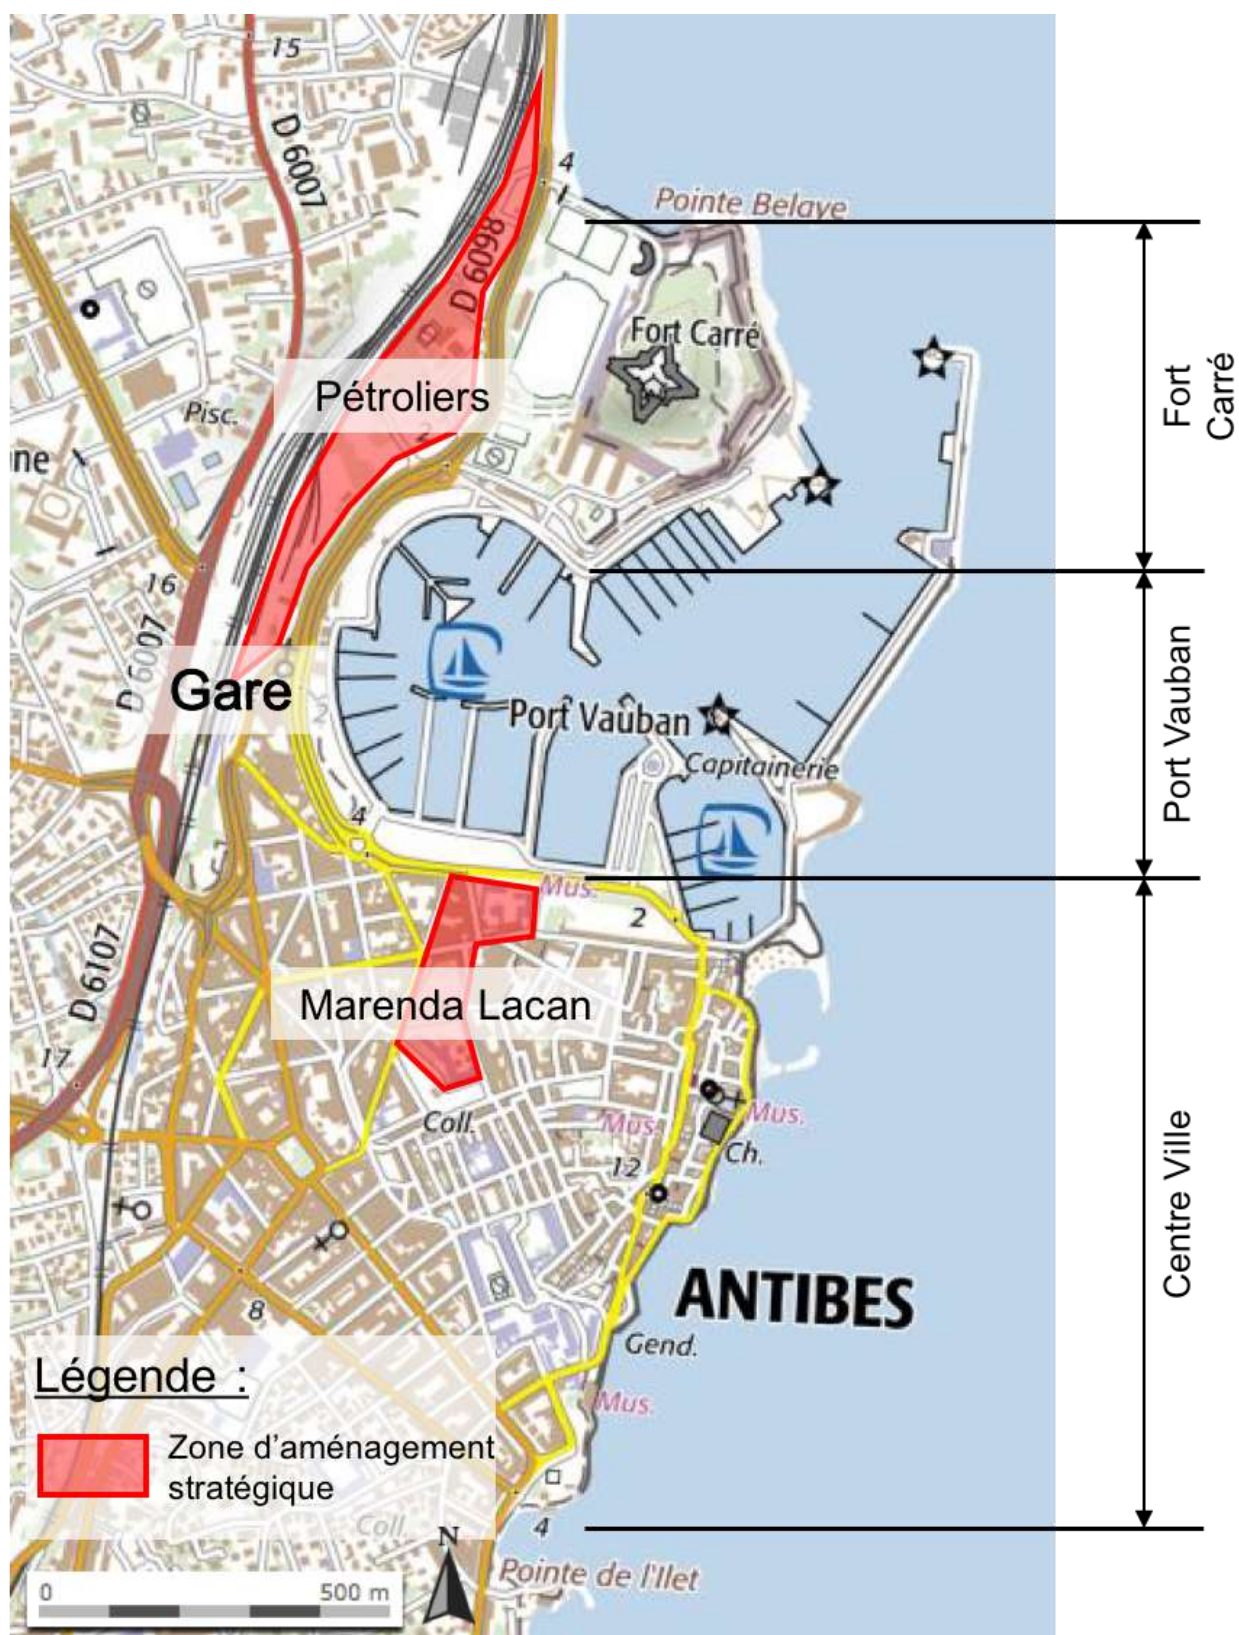 15
D 6007
4
Pointe Belaye
D 6098
Fort Carré
Fort
Carré
Pétroliers
2
Pisc.
ne
16
D 6007
Gare
Port Vauban
Port Vauban
Capitainerie
4
Mus.
2
D 6107
Marenda Lacan
17
Coll.
Mus.
Mus.
Ch.
12
Centre Ville
ANTIBES
8
Gend.
Légende :
Mus.
Zone d'aménagement
stratégique
Coll.
N
4
Pointe de l'Ilet
0 500 m